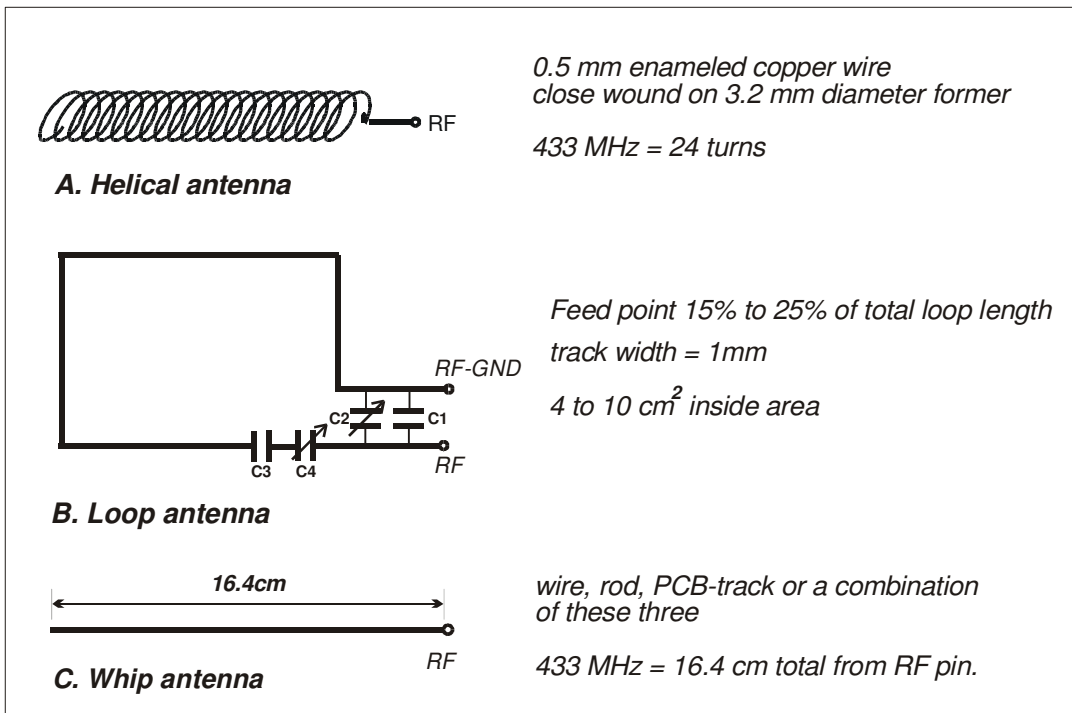 0.5 mm enameled copper wire
close wound on 3.2 mm diameter former
RF
433 MHz = 24 turns
A. Helical antenna
Feed point 15% to 25% of total loop length
track width = 1mm
RF-GND
4 to 10 cm² inside area
C2
C1
C3
C4
RF
B. Loop antenna
16.4cm
wire, rod, PCB-track or a combination
of these three
RF
433 MHz = 16.4 cm total from RF pin.
C. Whip antenna